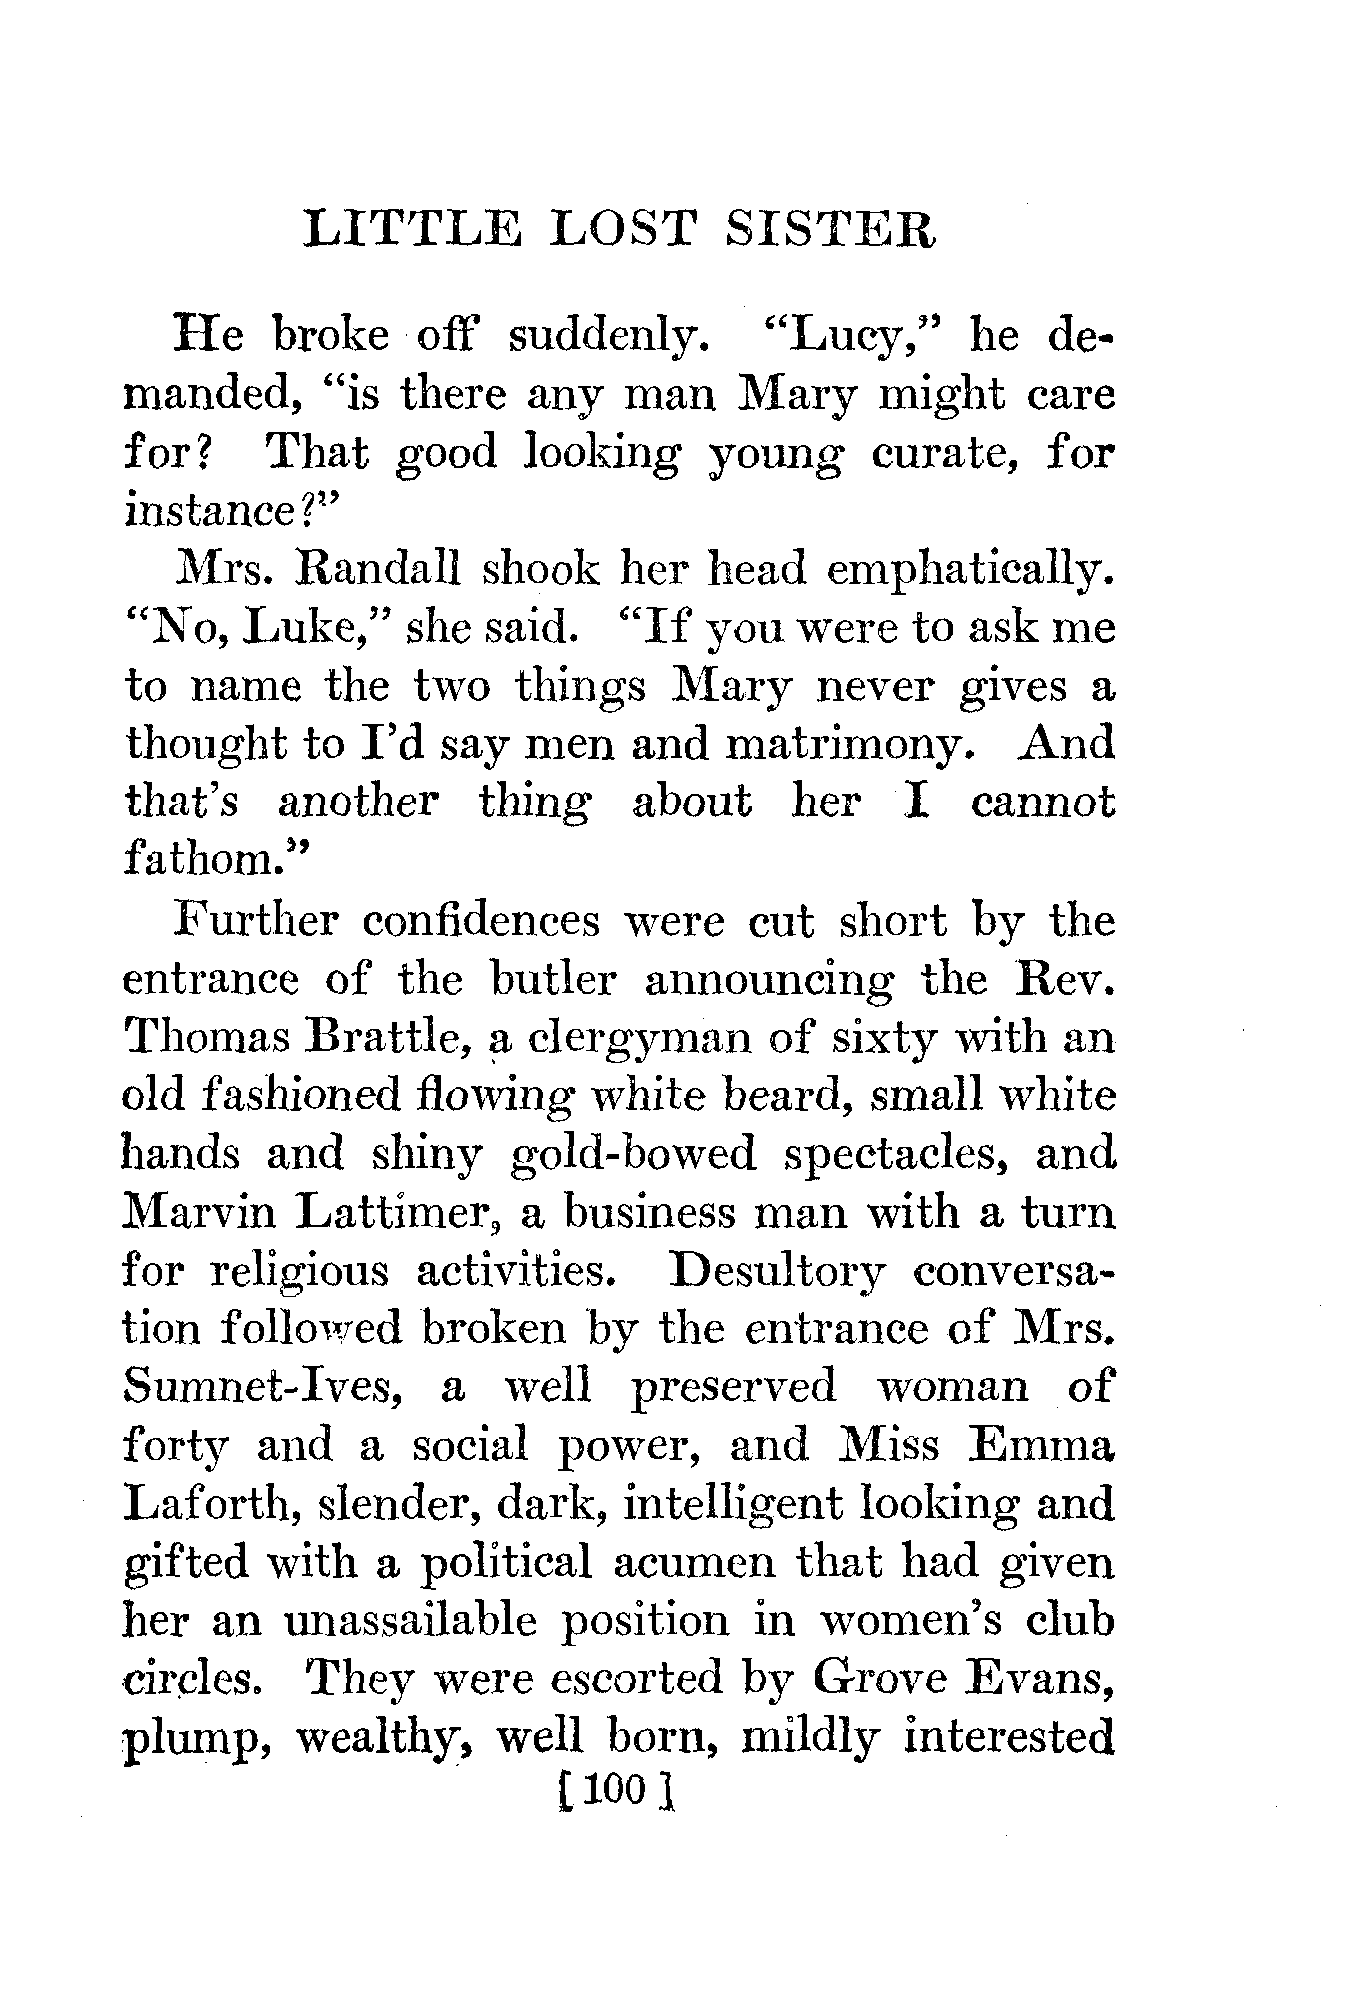 LITTLE LOST SISTER
He broke off suddenly. “Lucy,” he de-
manded, “is there any man Mary might care
for? That good looking young curate, for
instance?”
Mrs. Randall shook her head emphatically.
“No, Luke,” she said. “If you were to ask me
to name the two things Mary never gives a
thought to I’d say men and matrimony. And
that’s another thing about her I cannot
fathom.”
Further confidences were cut short by the
entrance of the butler announcing the Rev.
Thomas Brattle, a clergyman of sixty with an
old fashioned flowing white beard, small white
hands and shiny gold-bowed spectacles, and
Marvin Lattimer, a business man with a turn
for religious activities. Desultory conversa-
tion followed broken by the entrance of Mrs.
Sumnet-Ives, a well preserved woman of
forty and a social power, and Miss Emma
Laforth, slender, dark, intelligent looking and
gifted with a political acumen that had given
her an unassailable position in women’s club
circles. They were escorted by Grove Evans,
plump, wealthy, well born, mildly interested
[100]